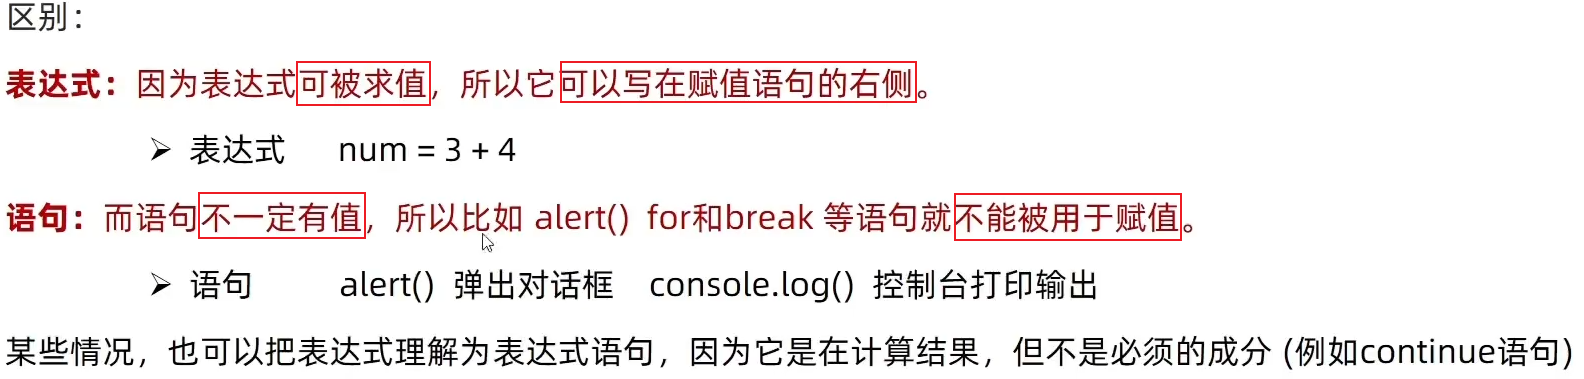 区别：
表达式：因为表达式可被求值，所以它可以写在赋值语句的右侧。
➢ 表达式 num = 3 + 4
语句：而语句不一定有值，所以比如 alert() for和break 等语句就不能被用于赋值。
➢ 语句 alert() 弹出对话框 console.log() 控制台打印输出
某些情况，也可以把表达式理解为表达式语句，因为它是在计算结果，但不是必须的成分 (例如continue语句)